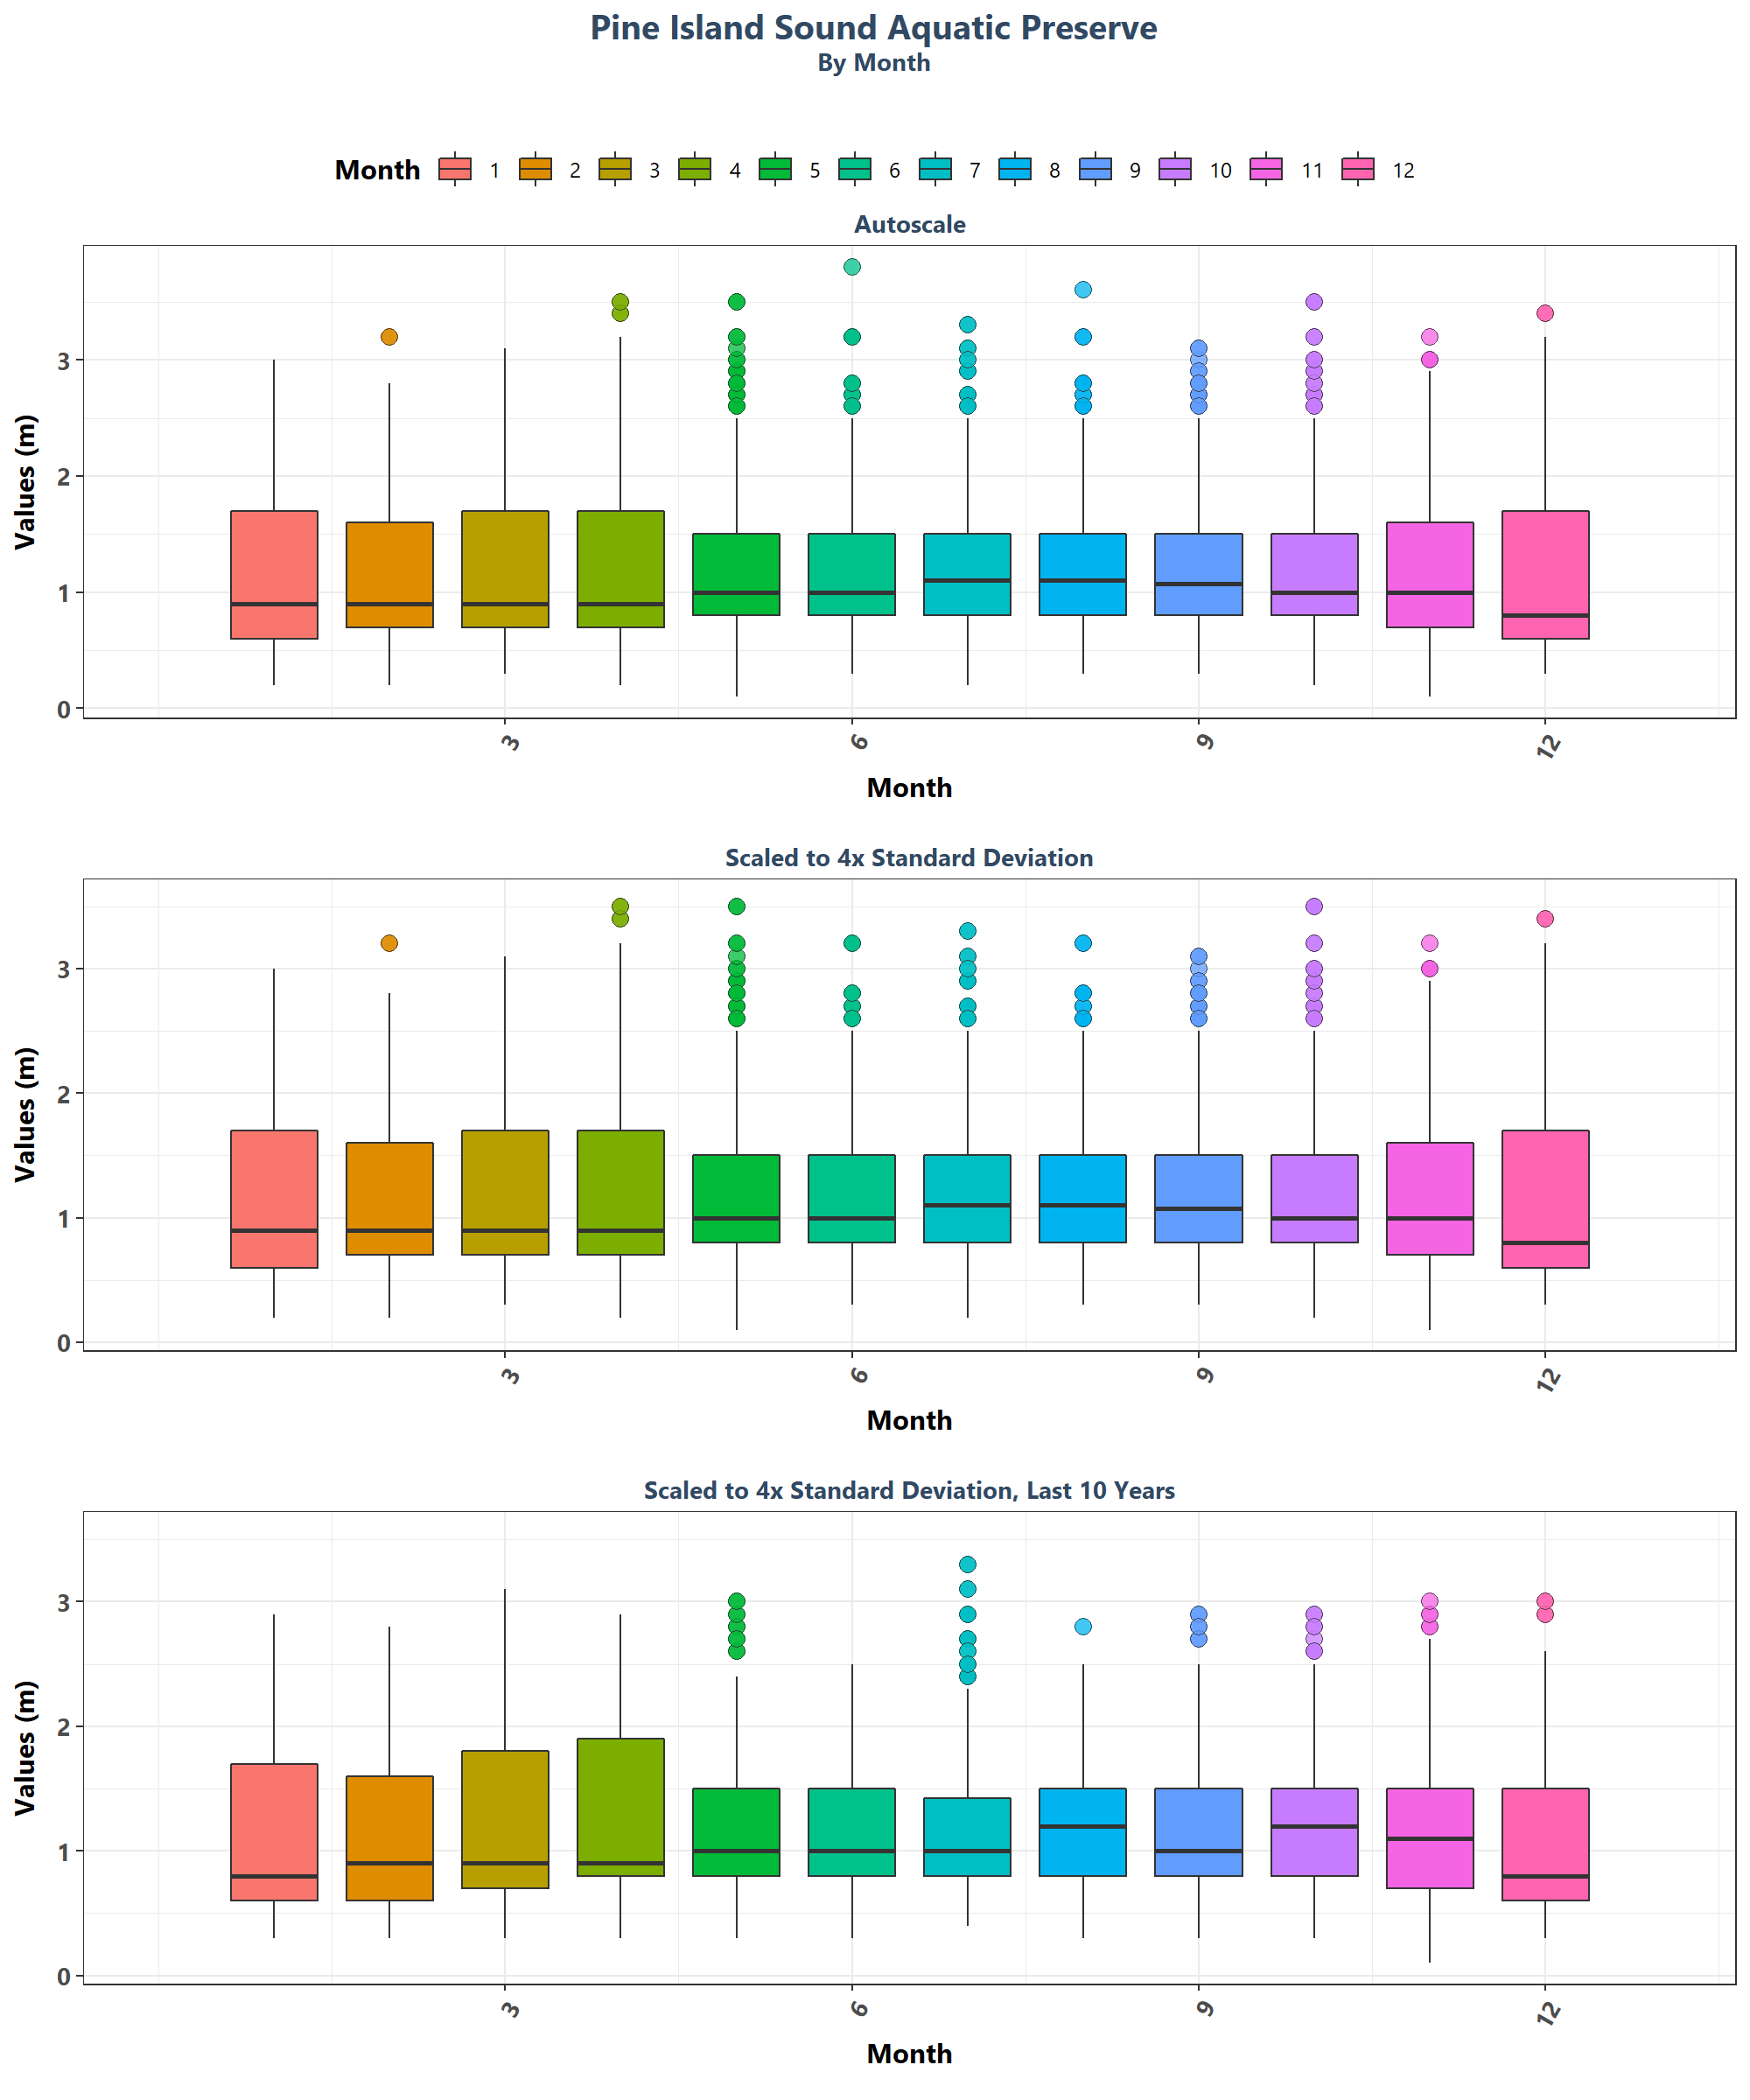 Pine Island Sound Aquatic Preserve
By Month
Month 1 2 3 4 5 6 7 8 9 10 11 12
Autoscale
Values (m)
3
2
1
0
3 6 9 12
Month
Scaled to 4x Standard Deviation
Values (m)
3
2
1
0
3 6 9 12
Month
Scaled to 4x Standard Deviation, Last 10 Years
Values (m)
3
2
1
0
3 6 9 12
Month